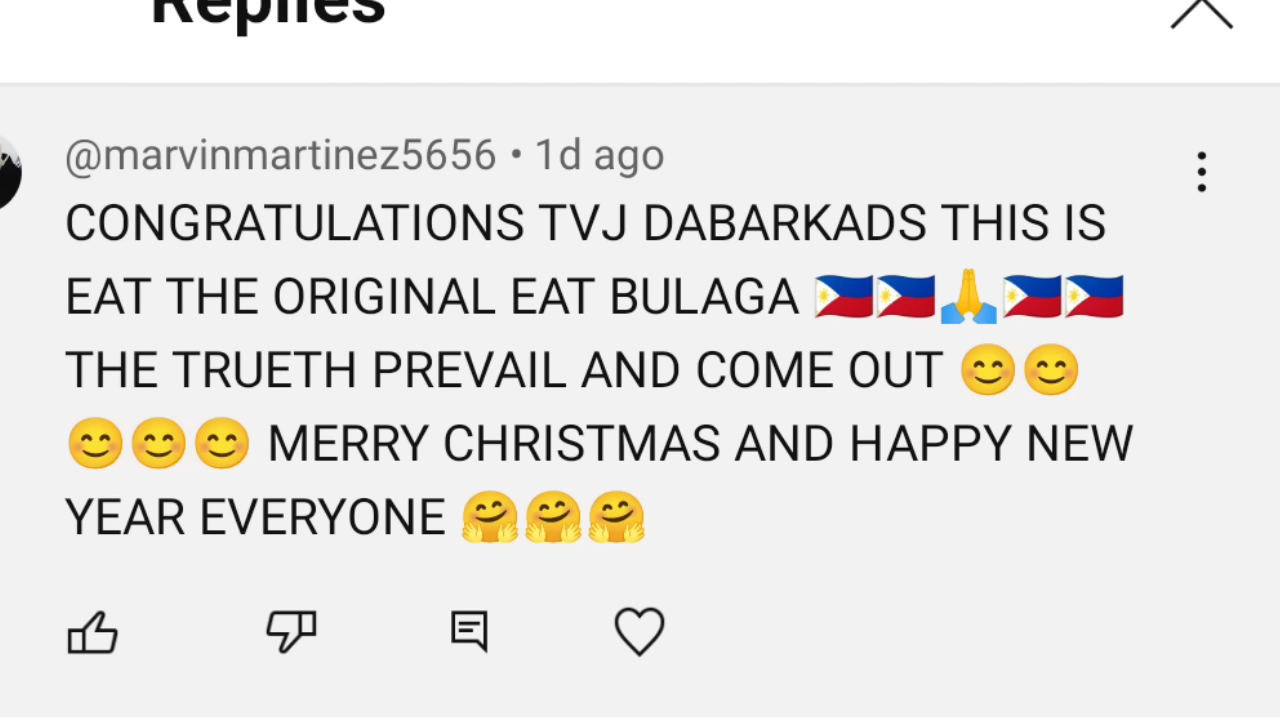 Replies
@marvinmartinez5656 • 1d ago
CONGRATULATIONS TVJ DABARKADS THIS IS
EAT THE ORIGINAL EAT BULAGA 🇵🇭🇵🇭🙏🇵🇭🇵🇭
THE TRUETH PREVAIL AND COME OUT 😊😊
😊😊😊 MERRY CHRISTMAS AND HAPPY NEW
YEAR EVERYONE 🤗🤗🤗